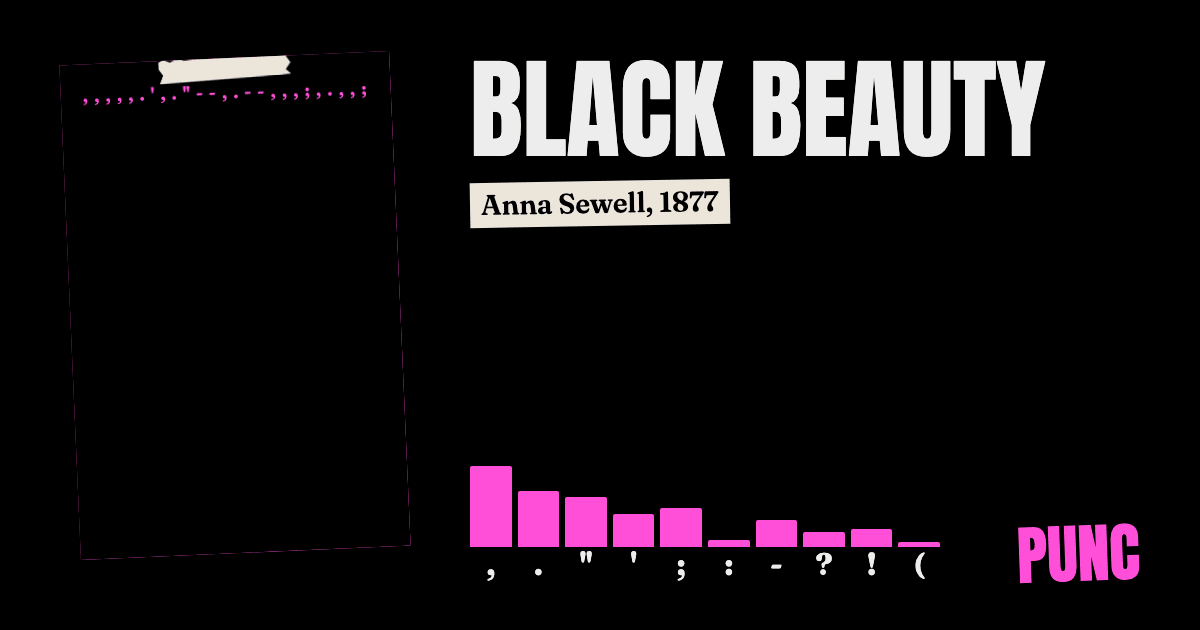 ,,,,,.',."--,.--,,,;,.,,;
BLACK BEAUTY
Anna Sewell, 1877
, . " ' ; : - ? ! (
PUNC